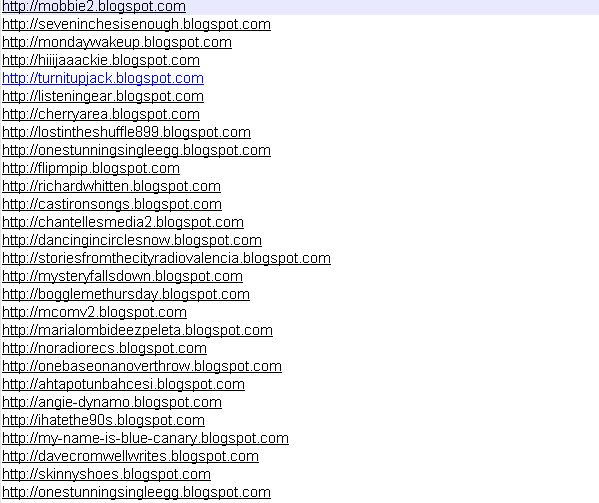 http://mobbie2.blogspot.com
http://seveninchesisenough.blogspot.com
http://mondaywakeup.blogspot.com
http://hiiijaaackie.blogspot.com
http://turnitupjack.blogspot.com
http://listeningear.blogspot.com
http://cherryarea.blogspot.com
http://lostintheshuffle899.blogspot.com
http://onestunningsingleegg.blogspot.com
http://flipmpip.blogspot.com
http://richardwhitten.blogspot.com
http://castironsongs.blogspot.com
http://chantellesmedia2.blogspot.com
http://dancingincirclesnow.blogspot.com
http://storiesfromthecityradiovalencia.blogspot.com
http://mysteryfallsdown.blogspot.com
http://bogglemethursday.blogspot.com
http://mcomv2.blogspot.com
http://marialombideezpeleta.blogspot.com
http://noradiorecs.blogspot.com
http://onebaseonanoverthrow.blogspot.com
http://ahtapotunbahcesi.blogspot.com
http://angie-dynamo.blogspot.com
http://ihatethe90s.blogspot.com
http://my-name-is-blue-canary.blogspot.com
http://davecromwellwrites.blogspot.com
http://skinnyshoes.blogspot.com
http://onestunningsingleegg.blogspot.com